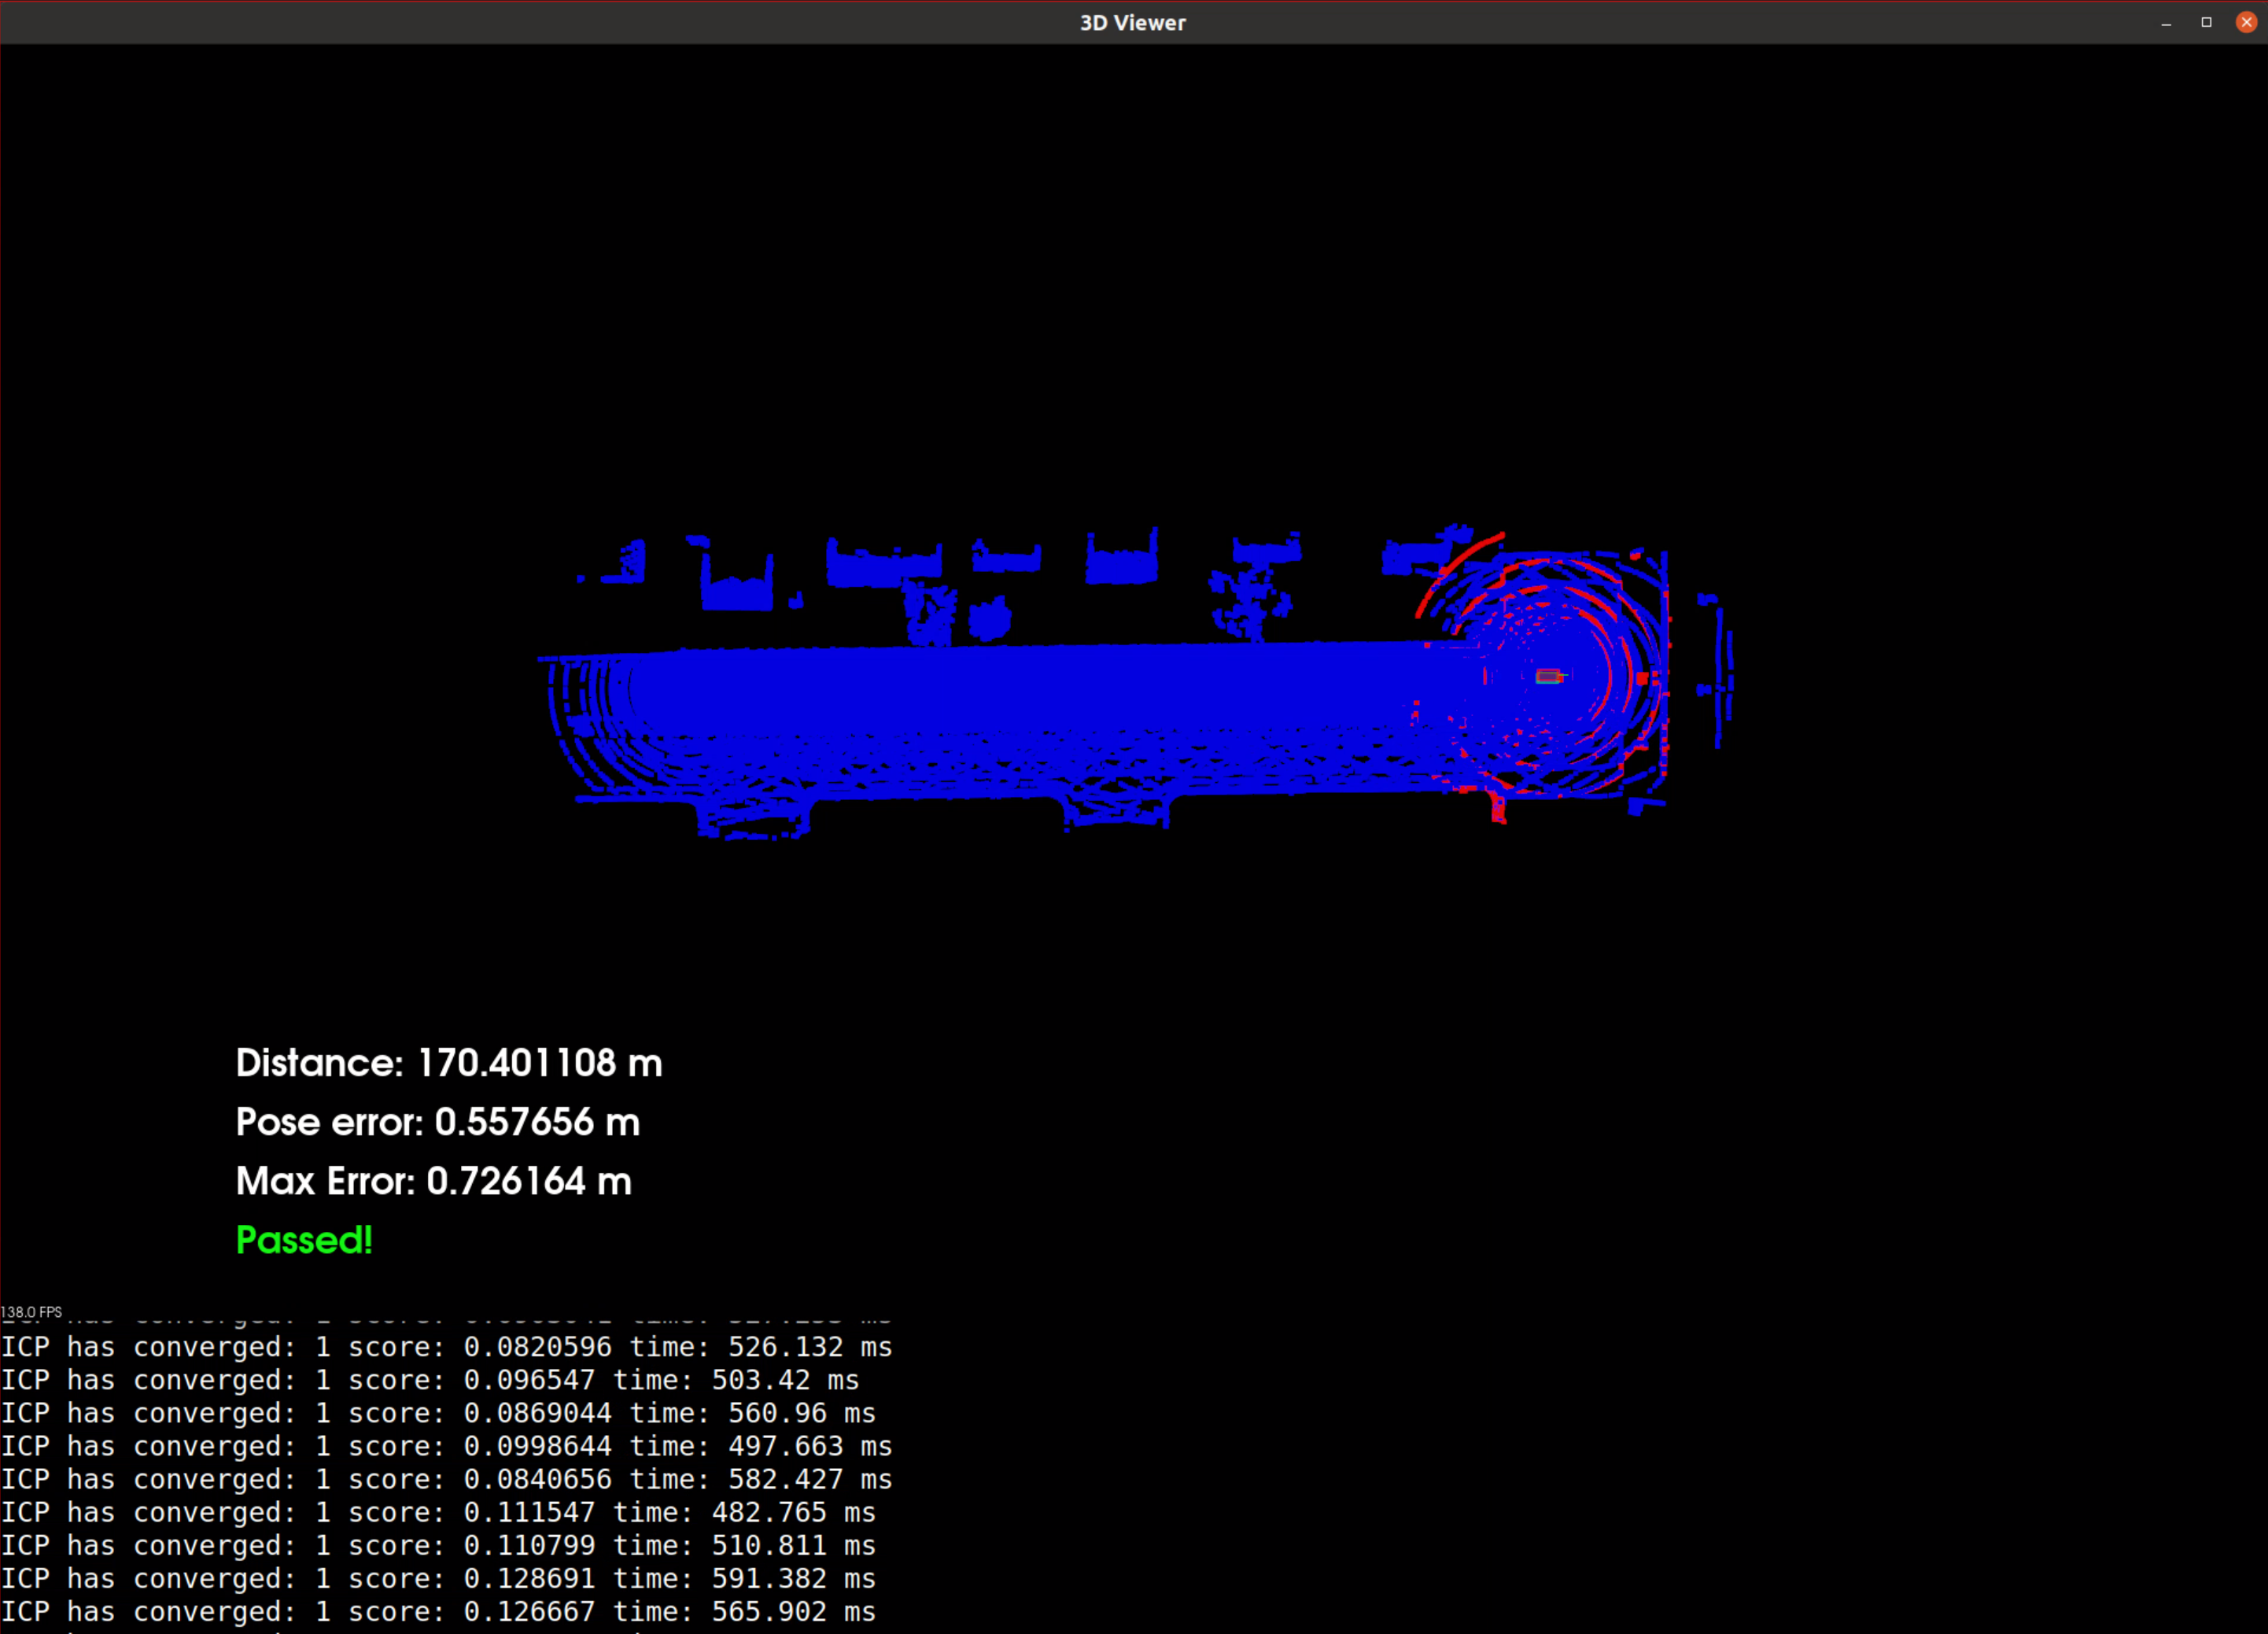 3D Viewer
Distance: 170.401108 m
Pose error: 0.557656 m
Max Error: 0.726164 m
Passed!
138.0 FPS
ICP has converged: 1 score: 0.0820596 time: 526.132 ms
ICP has converged: 1 score: 0.096547 time: 503.42 ms
ICP has converged: 1 score: 0.0869044 time: 560.96 ms
ICP has converged: 1 score: 0.0998644 time: 497.663 ms
ICP has converged: 1 score: 0.0840656 time: 582.427 ms
ICP has converged: 1 score: 0.111547 time: 482.765 ms
ICP has converged: 1 score: 0.110799 time: 510.811 ms
ICP has converged: 1 score: 0.128691 time: 591.382 ms
ICP has converged: 1 score: 0.126667 time: 565.902 ms